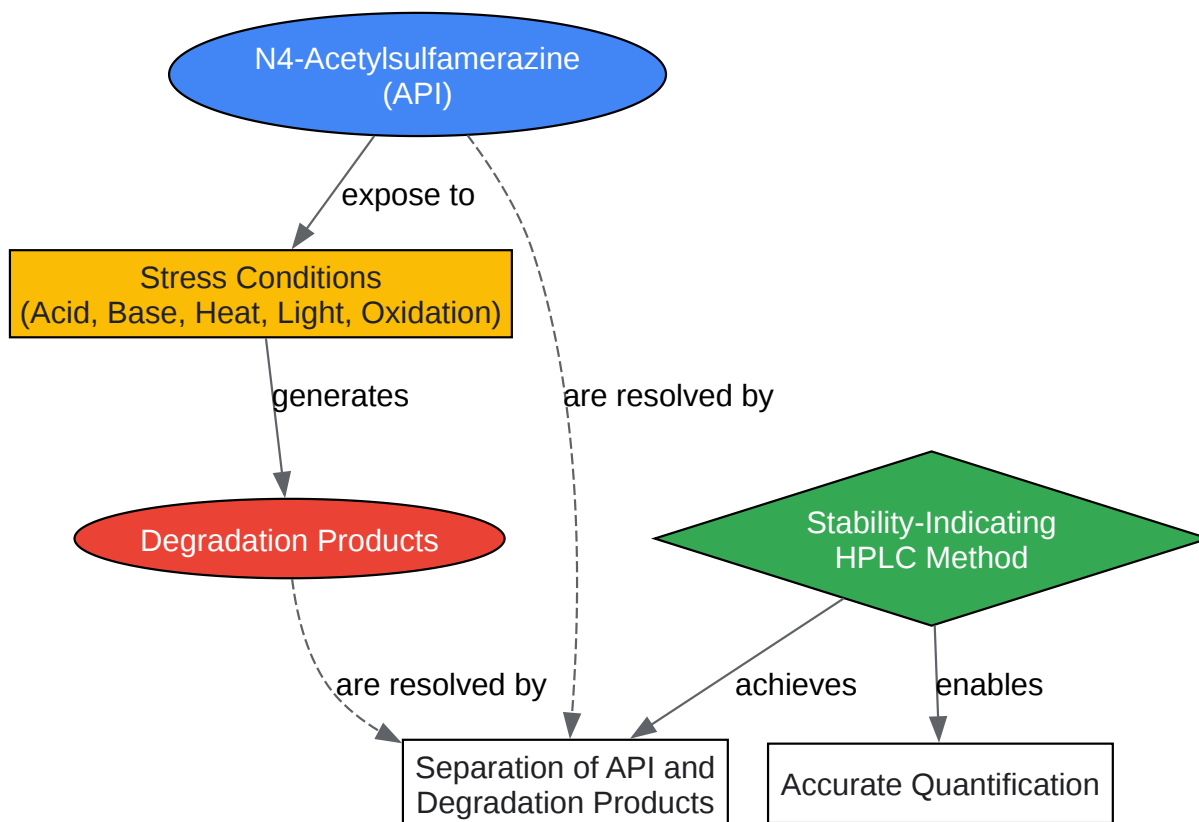 N4-Acetylsulfamerazine
(API)
expose to
Stress Conditions
(Acid, Base, Heat, Light, Oxidation)
generates
are resolved by
Degradation Products
Stability-Indicating
HPLC Method
are resolved by
achieves
enables
Separation of API and
Degradation Products
Accurate Quantification